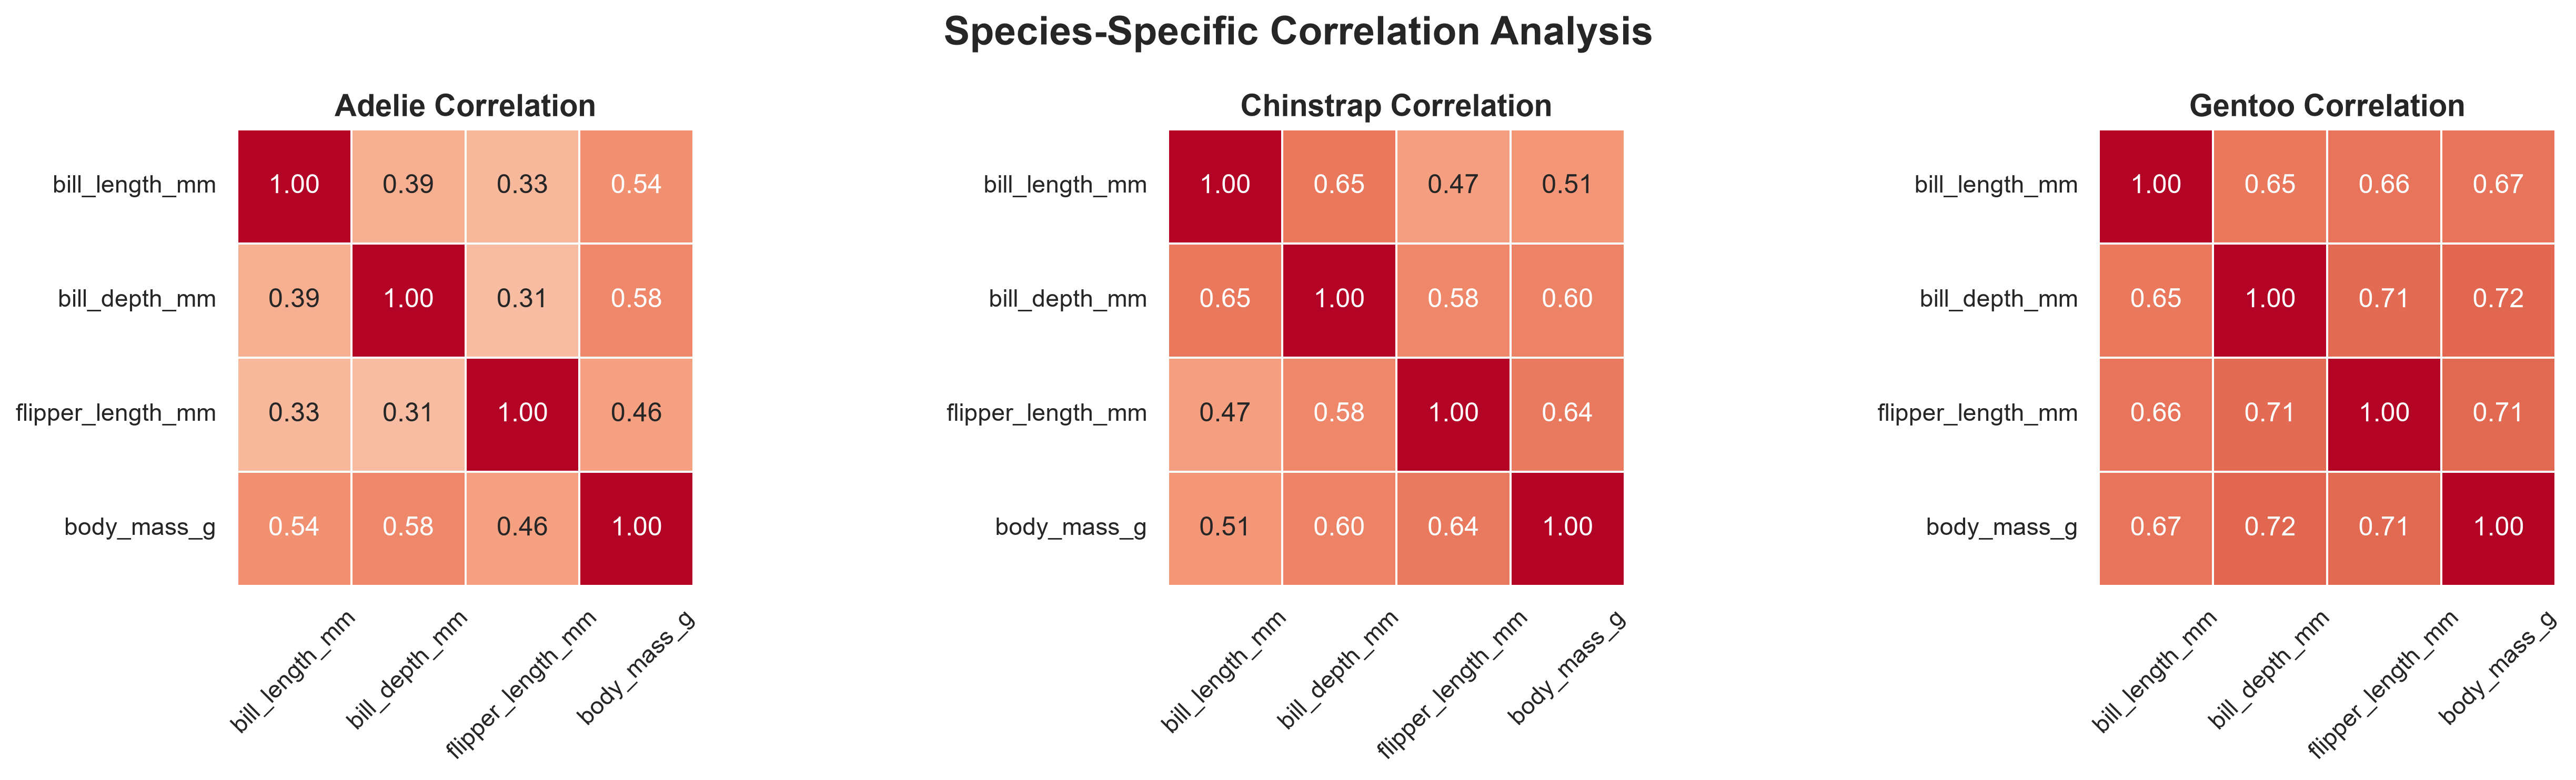 Species-Specific Correlation Analysis
Adelie Correlation
bill_length_mm 1.00 0.39 0.33 0.54
bill_depth_mm 0.39 1.00 0.31 0.58
flipper_length_mm 0.33 0.31 1.00 0.46
body_mass_g 0.54 0.58 0.46 1.00
bill_length_mm bill_depth_mm flipper_length_mm body_mass_g
Chinstrap Correlation
bill_length_mm 1.00 0.65 0.47 0.51
bill_depth_mm 0.65 1.00 0.58 0.60
flipper_length_mm 0.47 0.58 1.00 0.64
body_mass_g 0.51 0.60 0.64 1.00
bill_length_mm bill_depth_mm flipper_length_mm body_mass_g
Gentoo Correlation
bill_length_mm 1.00 0.65 0.66 0.67
bill_depth_mm 0.65 1.00 0.71 0.72
flipper_length_mm 0.66 0.71 1.00 0.71
body_mass_g 0.67 0.72 0.71 1.00
bill_length_mm bill_depth_mm flipper_length_mm body_mass_g